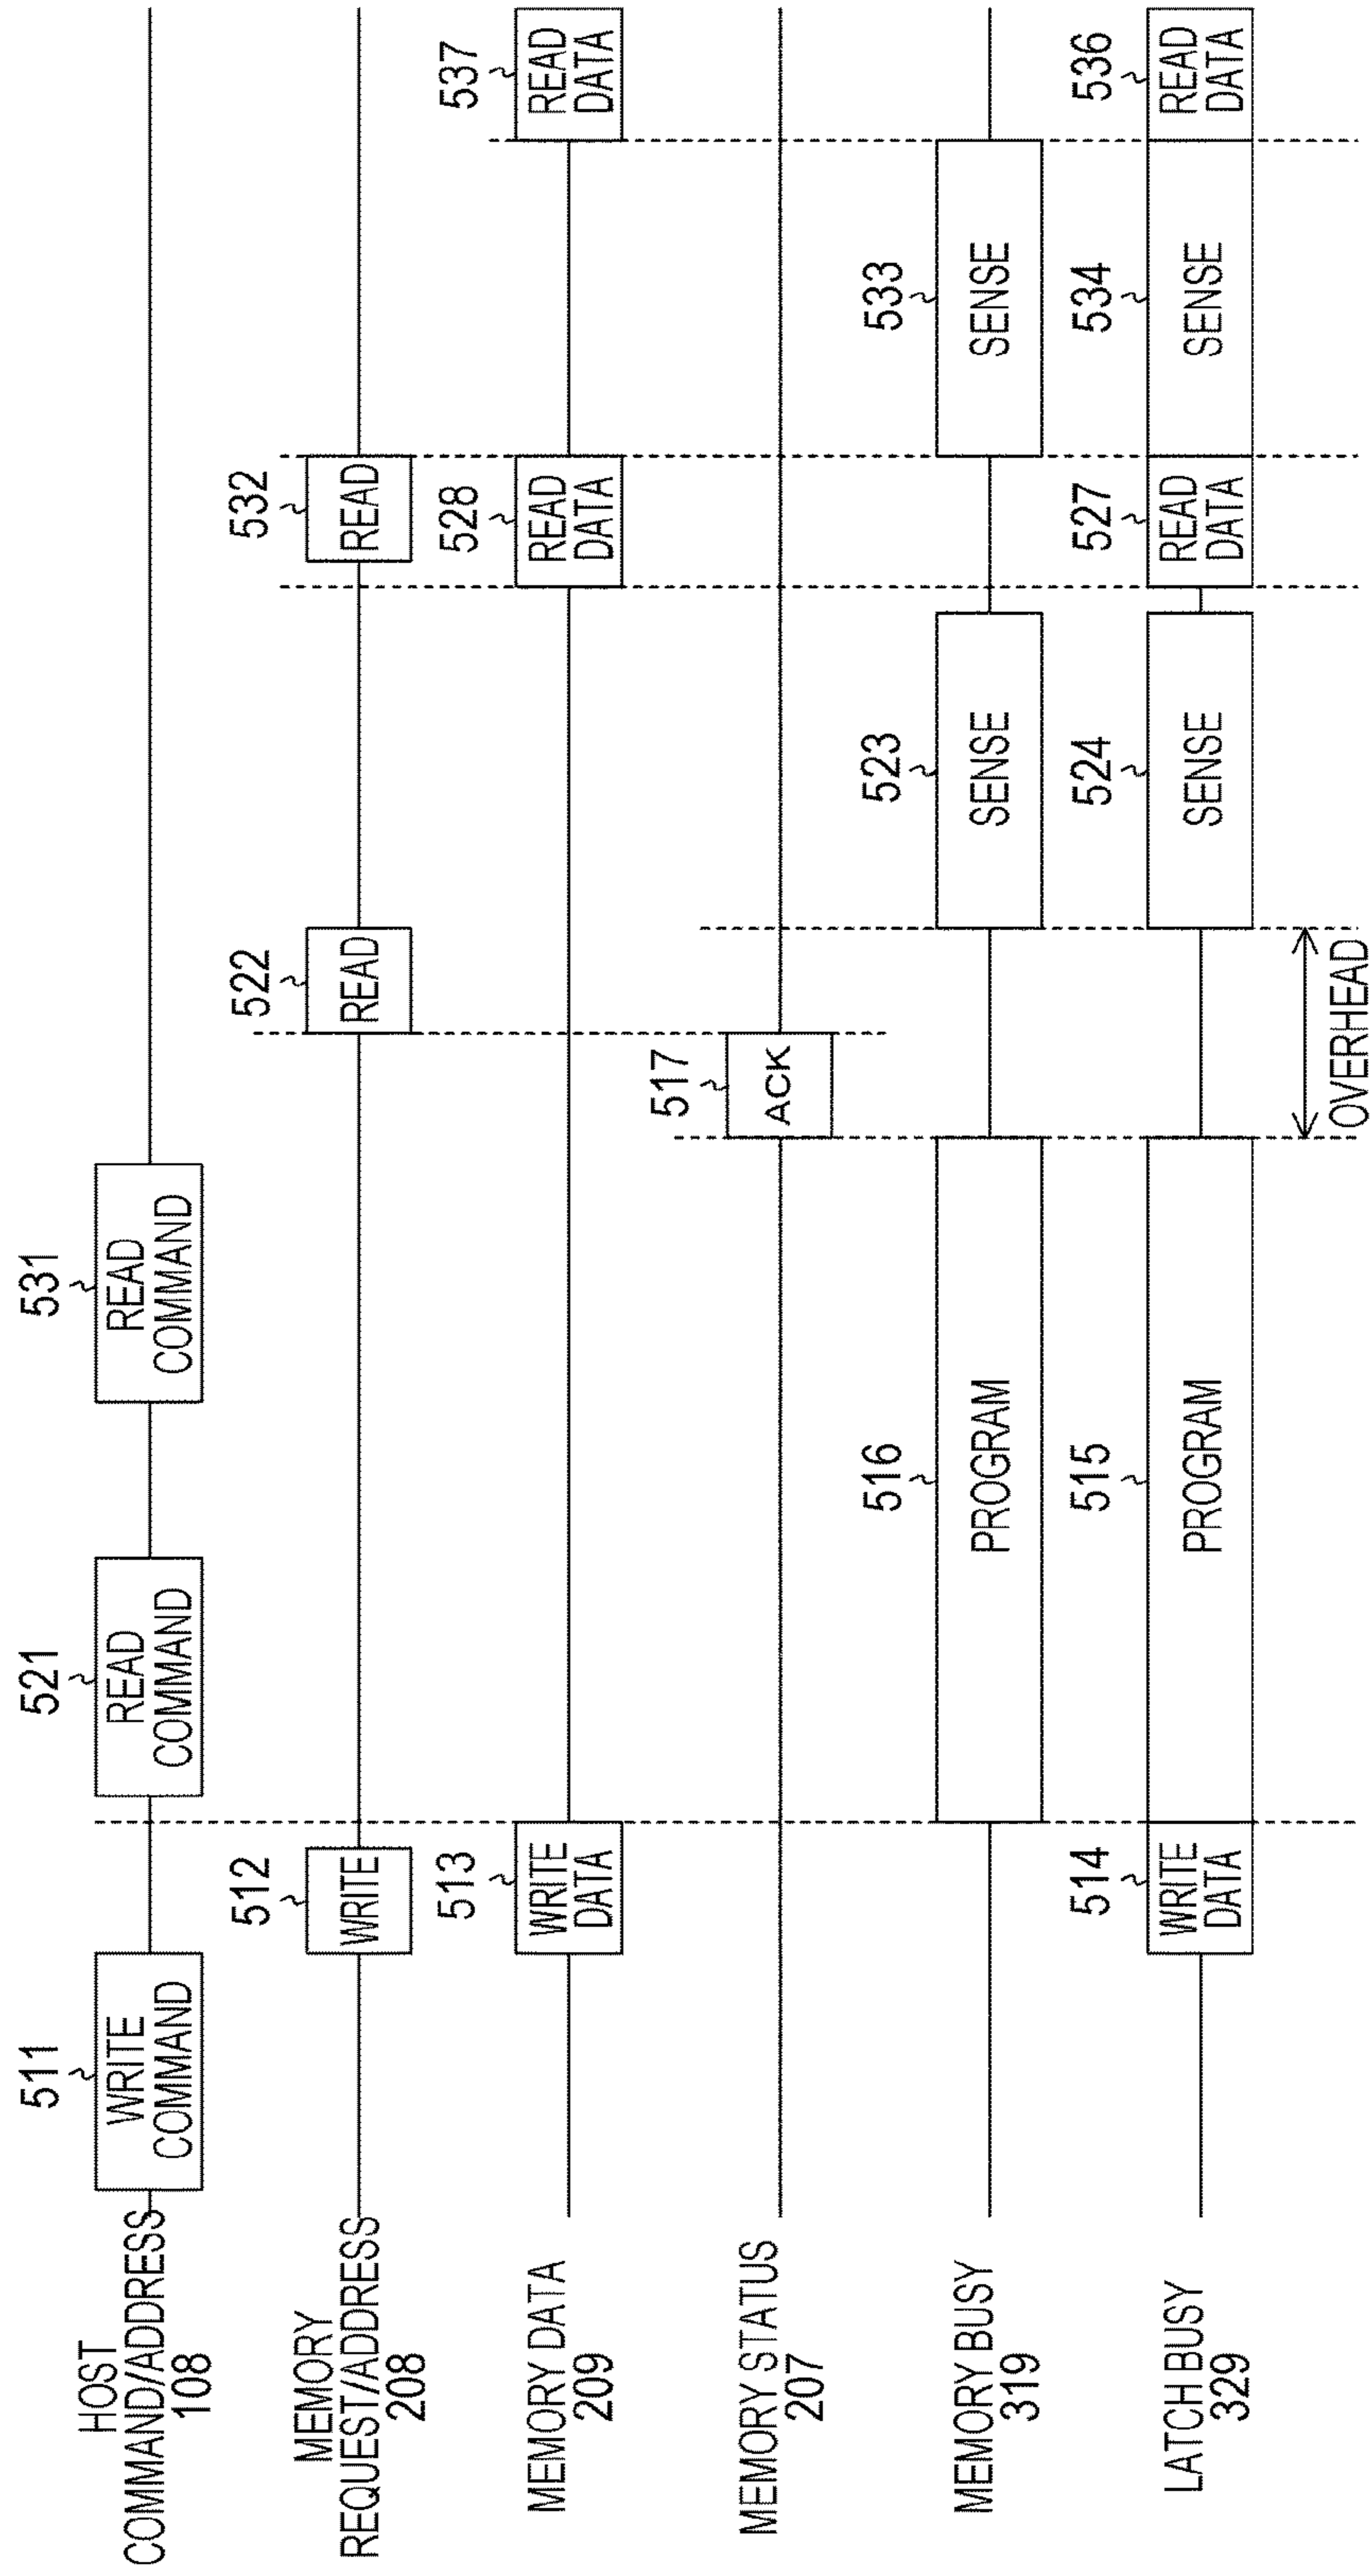 HOST
COMMAND/ADDRESS
108
511
WRITE
COMMAND
521
READ
COMMAND
531
READ
COMMAND
MEMORY
REQUEST/ADDRESS
208
512
WRITE
522
READ
532
READ
MEMORY DATA
209
513
WRITE
DATA
528
READ
DATA
537
READ
DATA
MEMORY STATUS
207
517
ACK
MEMORY BUSY
319
516
PROGRAM
523
SENSE
533
SENSE
LATCH BUSY
329
514
WRITE
DATA
515
PROGRAM
524
SENSE
527
READ
DATA
534
SENSE
536
READ
DATA
OVERHEAD